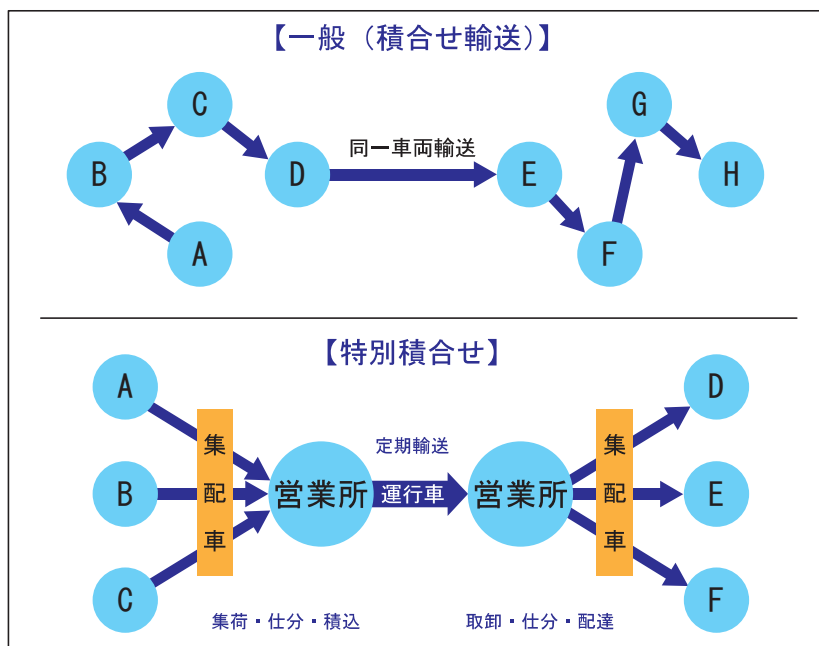 【一般（積合せ輸送）】
C
G
B
D
同一車両輸送
E
H
A
F
【特別積合せ】
A
D
集
配
車
定期輸送
集
配
車
B
営業所
運行車
営業所
E
C
F
集荷・仕分・積込
取卸・仕分・配達